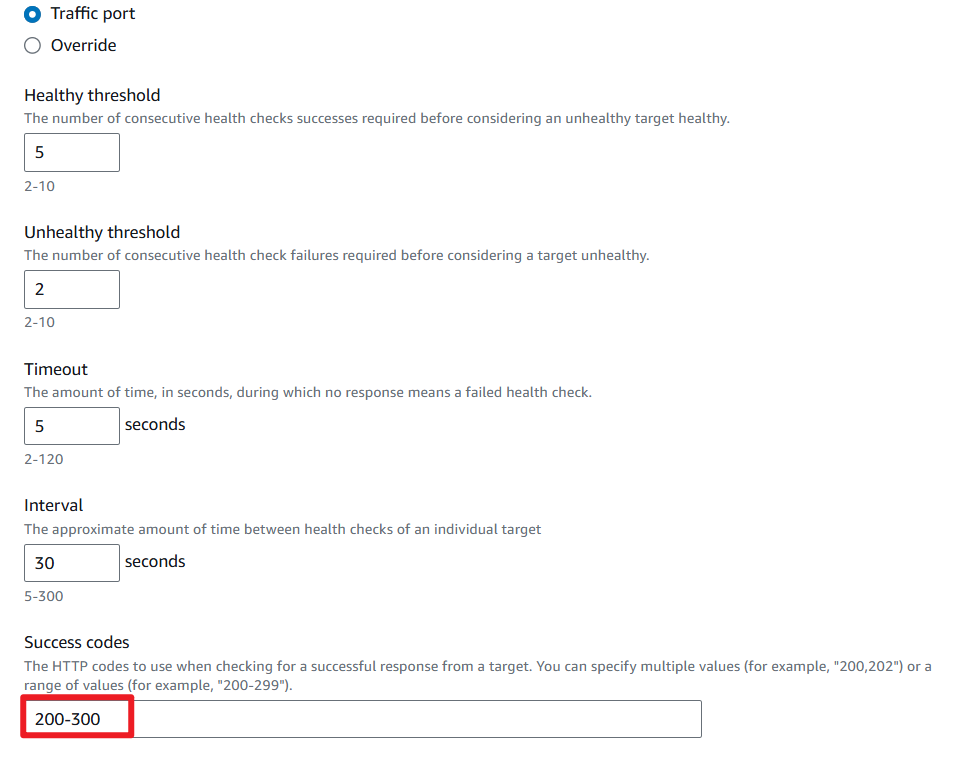 Traffic port
Override
Healthy threshold
The number of consecutive health checks successes required before considering an unhealthy target healthy.
5
2-10
Unhealthy threshold
The number of consecutive health check failures required before considering a target unhealthy.
2
2-10
Timeout
The amount of time, in seconds, during which no response means a failed health check.
5 seconds
2-120
Interval
The approximate amount of time between health checks of an individual target
30 seconds
5-300
Success codes
The HTTP codes to use when checking for a successful response from a target. You can specify multiple values (for example, "200,202") or a
range of values (for example, "200-299").
200-300